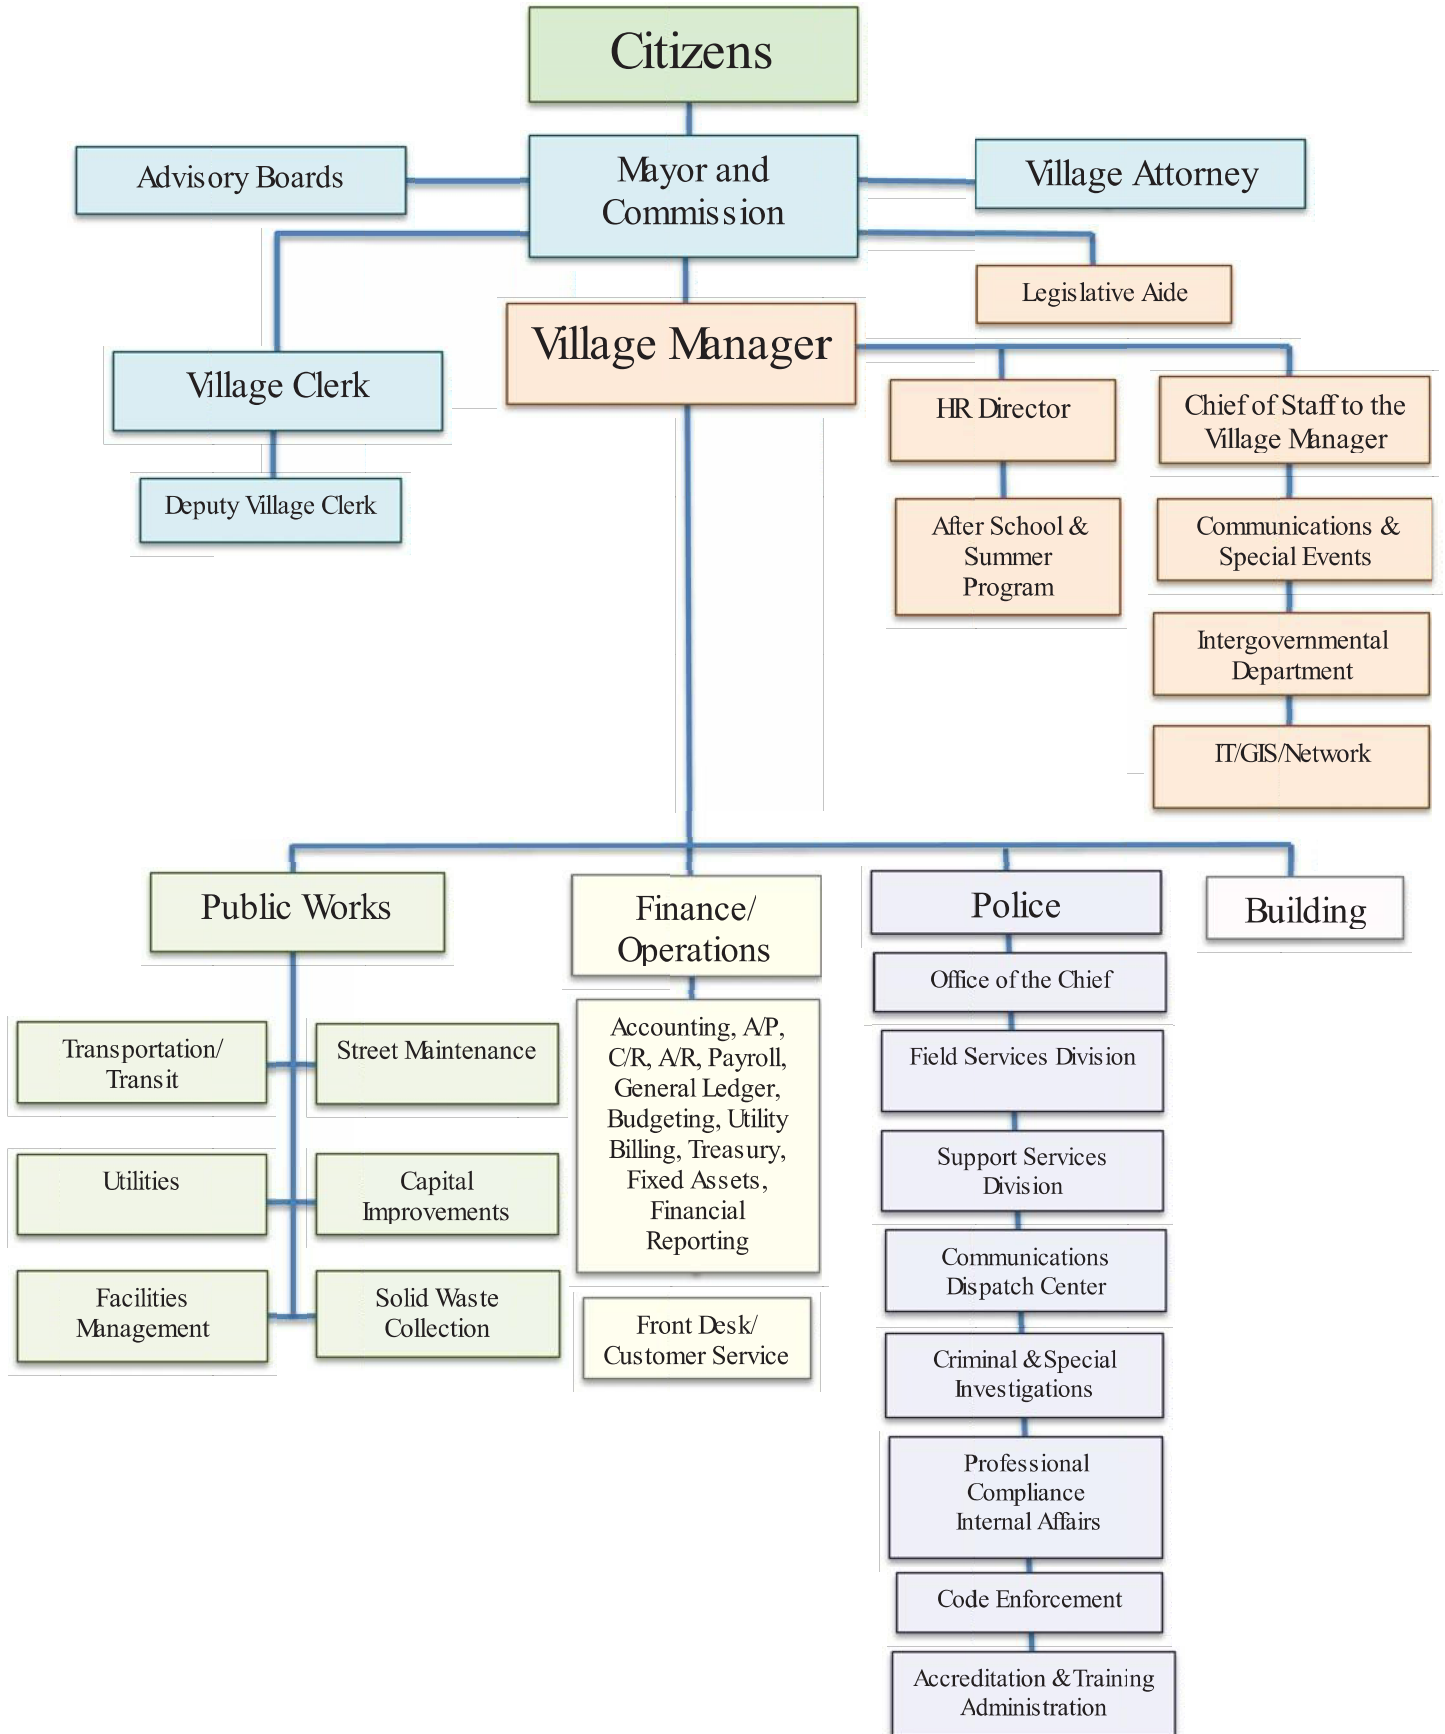 Citizens
Advisory Boards
Mayor and
Commission
Village Attorney
Legislative Aide
Village Manager
Village Clerk
Deputy Village Clerk
HR Director
After School &
Summer
Program
Chief of Staff to the
Village Manager
Communications &
Special Events
Intergovernmental
Department
IT/GIS/Network
Public Works
Transportation/
Transit
Street Maintenance
Utilities
Capital
Improvements
Facilities
Management
Solid Waste
Collection
Finance/
Operations
Accounting, A/P,
C/R, A/R, Payroll,
General Ledger,
Budgeting, Utility
Billing, Treasury,
Fixed Assets,
Financial
Reporting
Front Desk/
Customer Service
Police
Office of the Chief
Field Services Division
Support Services
Division
Communications
Dispatch Center
Criminal & Special
Investigations
Professional
Compliance
Internal Affairs
Code Enforcement
Accreditation & Training
Administration
Building